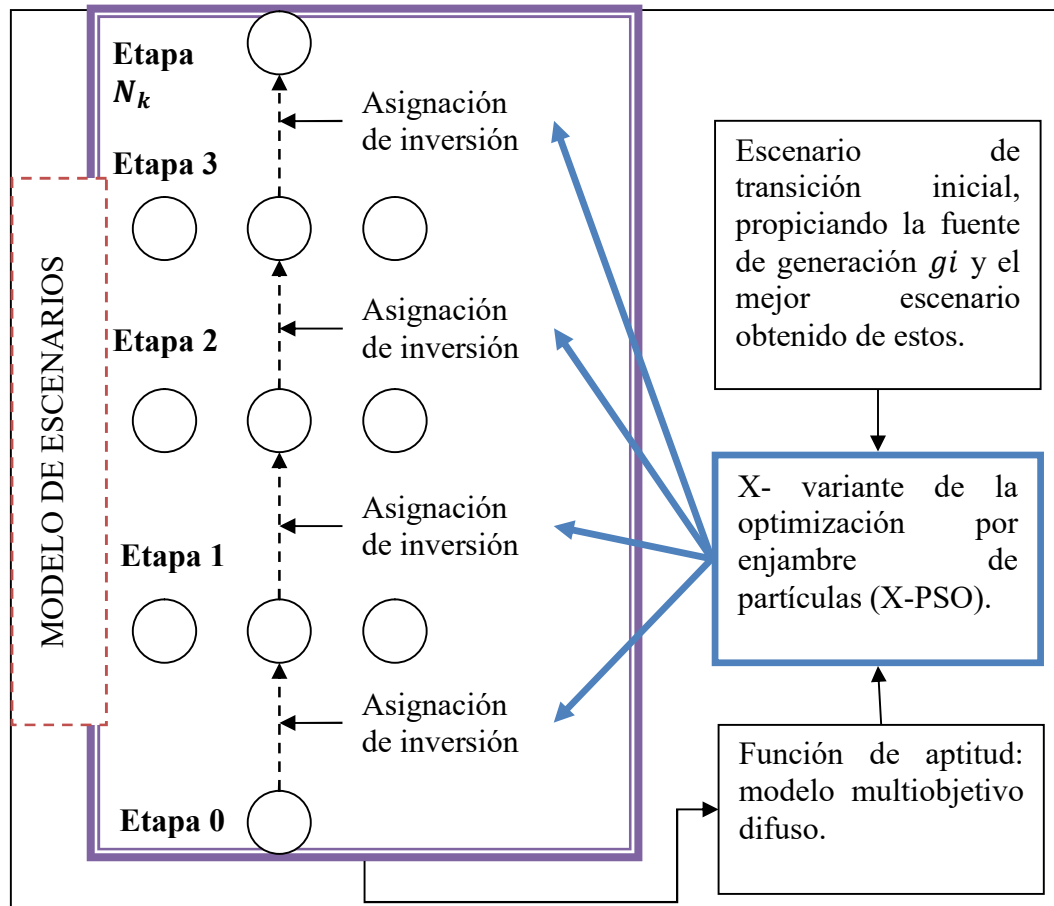 Etapa
N_k
Asignación
de inversión
Etapa 3
Asignación
de inversión
Etapa 2
Asignación
de inversión
Etapa 1
Asignación
de inversión
Etapa 0
MODELO DE ESCENARIOS
Escenario de
transición inicial,
propiciando la fuente
de generación gi y el
mejor escenario
obtenido de estos.
X- variante de la
optimización por
enjambre de
partículas (X-PSO).
Función de aptitud:
modelo multiobjetivo
difuso.